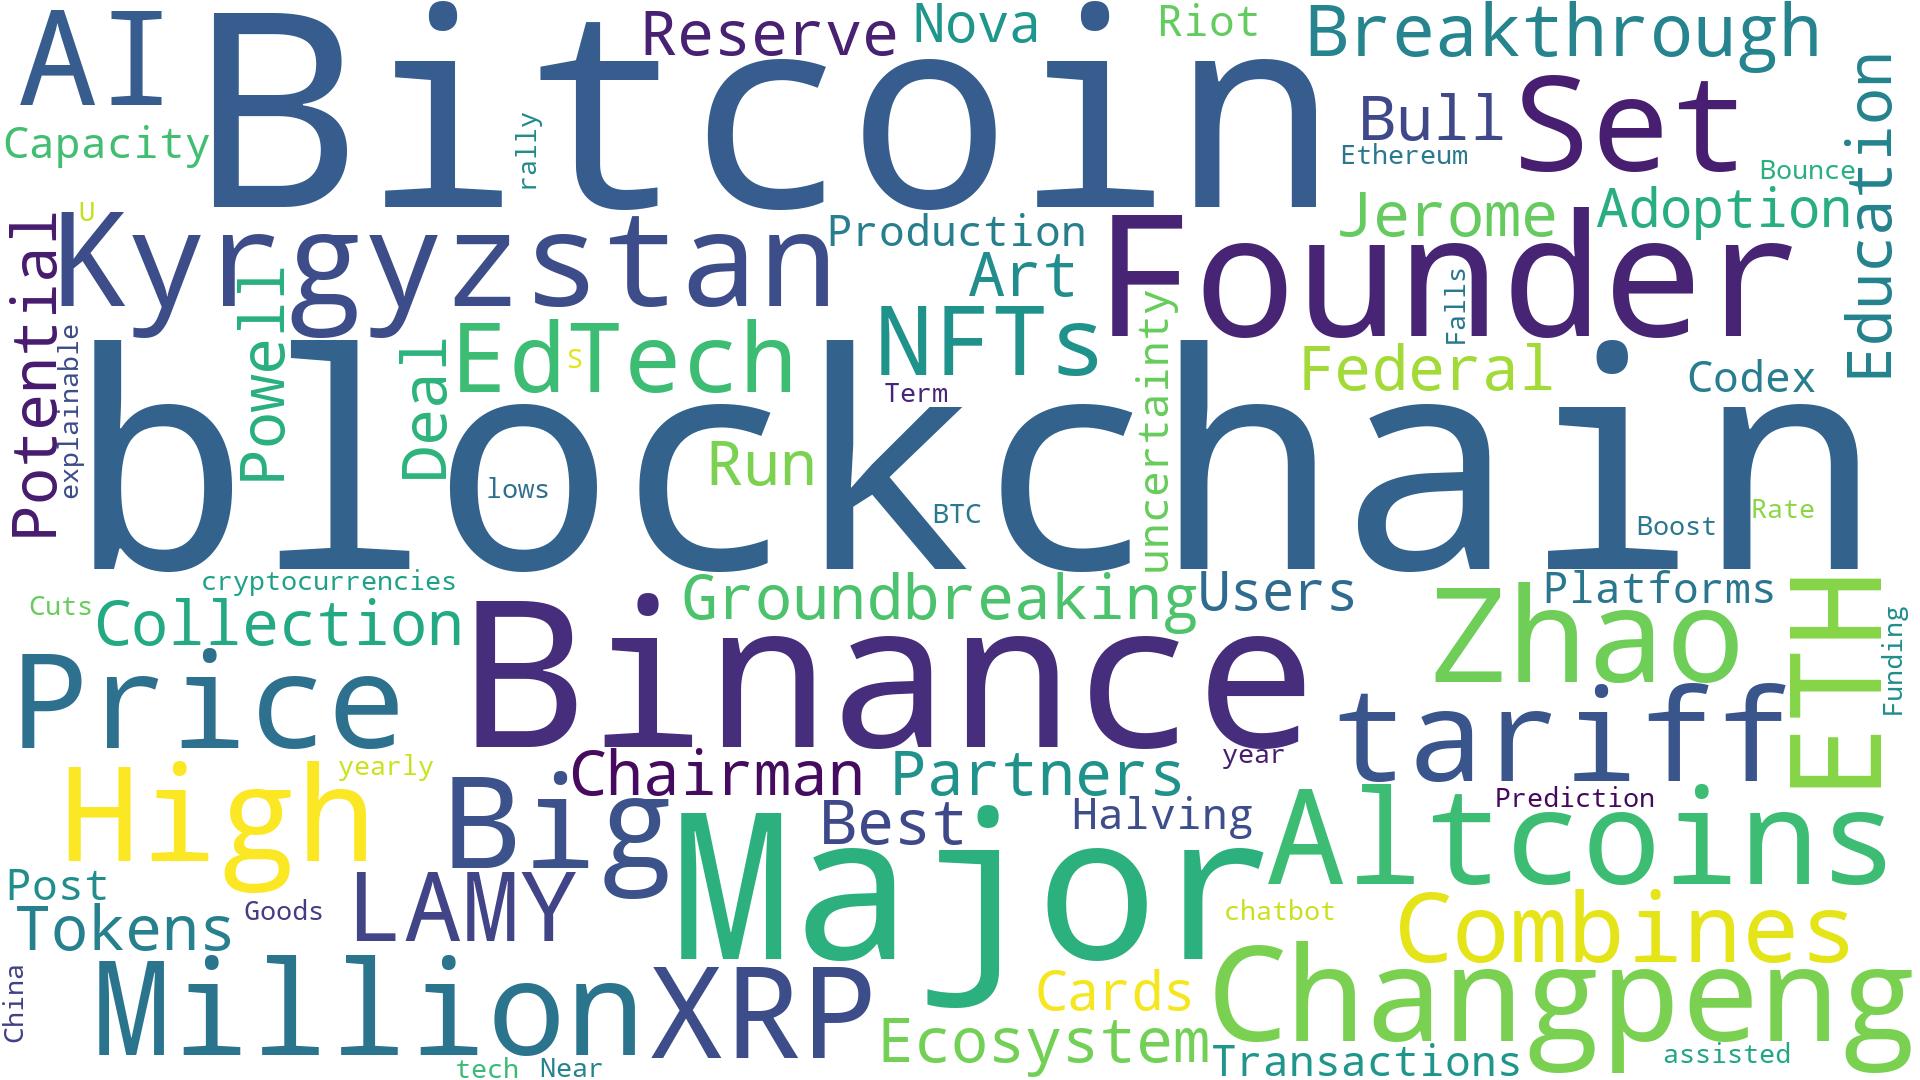 AI
Bitcoin
Reserve
Nova
Riot
Breakthrough
Capacity
rally
Bull
Ethereum
Set
Bounce
Education
U
Kyrgyzstan
Production
Art
Founder
Jerome
Adoption
Potential
explainable
Powell
Deal
EdTech
S
NFTs
Term
uncertainty
Falls
Federal
Codex
blockchain
lows
Run
BTC
Boost
Rate
cryptocurrencies
Cuts
Collection
Groundbreaking
Users
Platforms
Zhao
ETH
Funding
Price
Binance
tariff
High
yearly
Big
Chairman
Partners
year
Best
Halving
Major
Prediction
Altcoins
Post
Tokens
Goods
LAMY
chatbot
Combines
China
Million
XRP
Cards
Changpeng
Ecosystem
Transactions
assisted
tech
Near